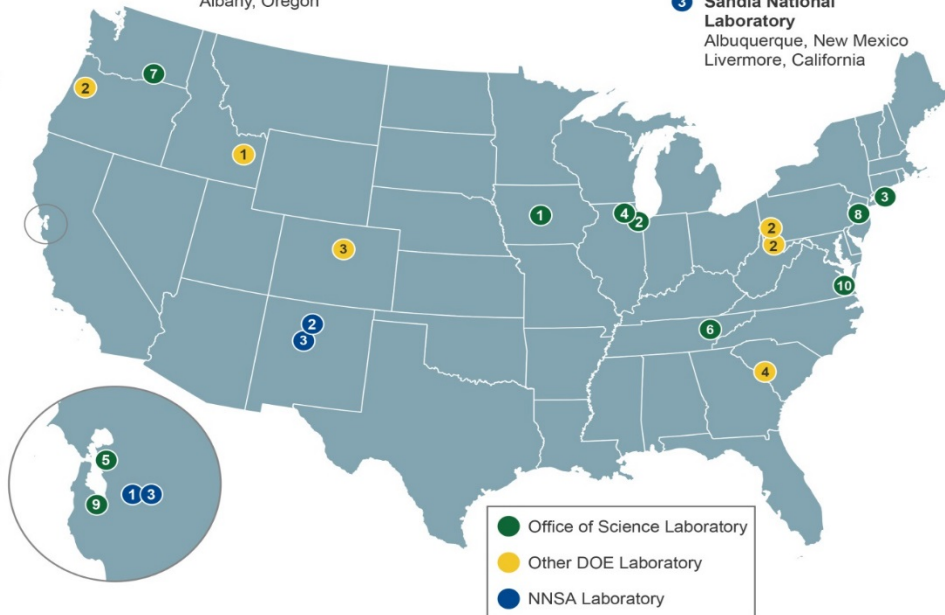 Albany, Oregon
3 Sandia National
Laboratory
Albuquerque, New Mexico
Livermore, California
7
2
1
3
2
3
1
4
2
3
8
2
2
10
6
4
5
1
3
9
Office of Science Laboratory
Other DOE Laboratory
NNSA Laboratory